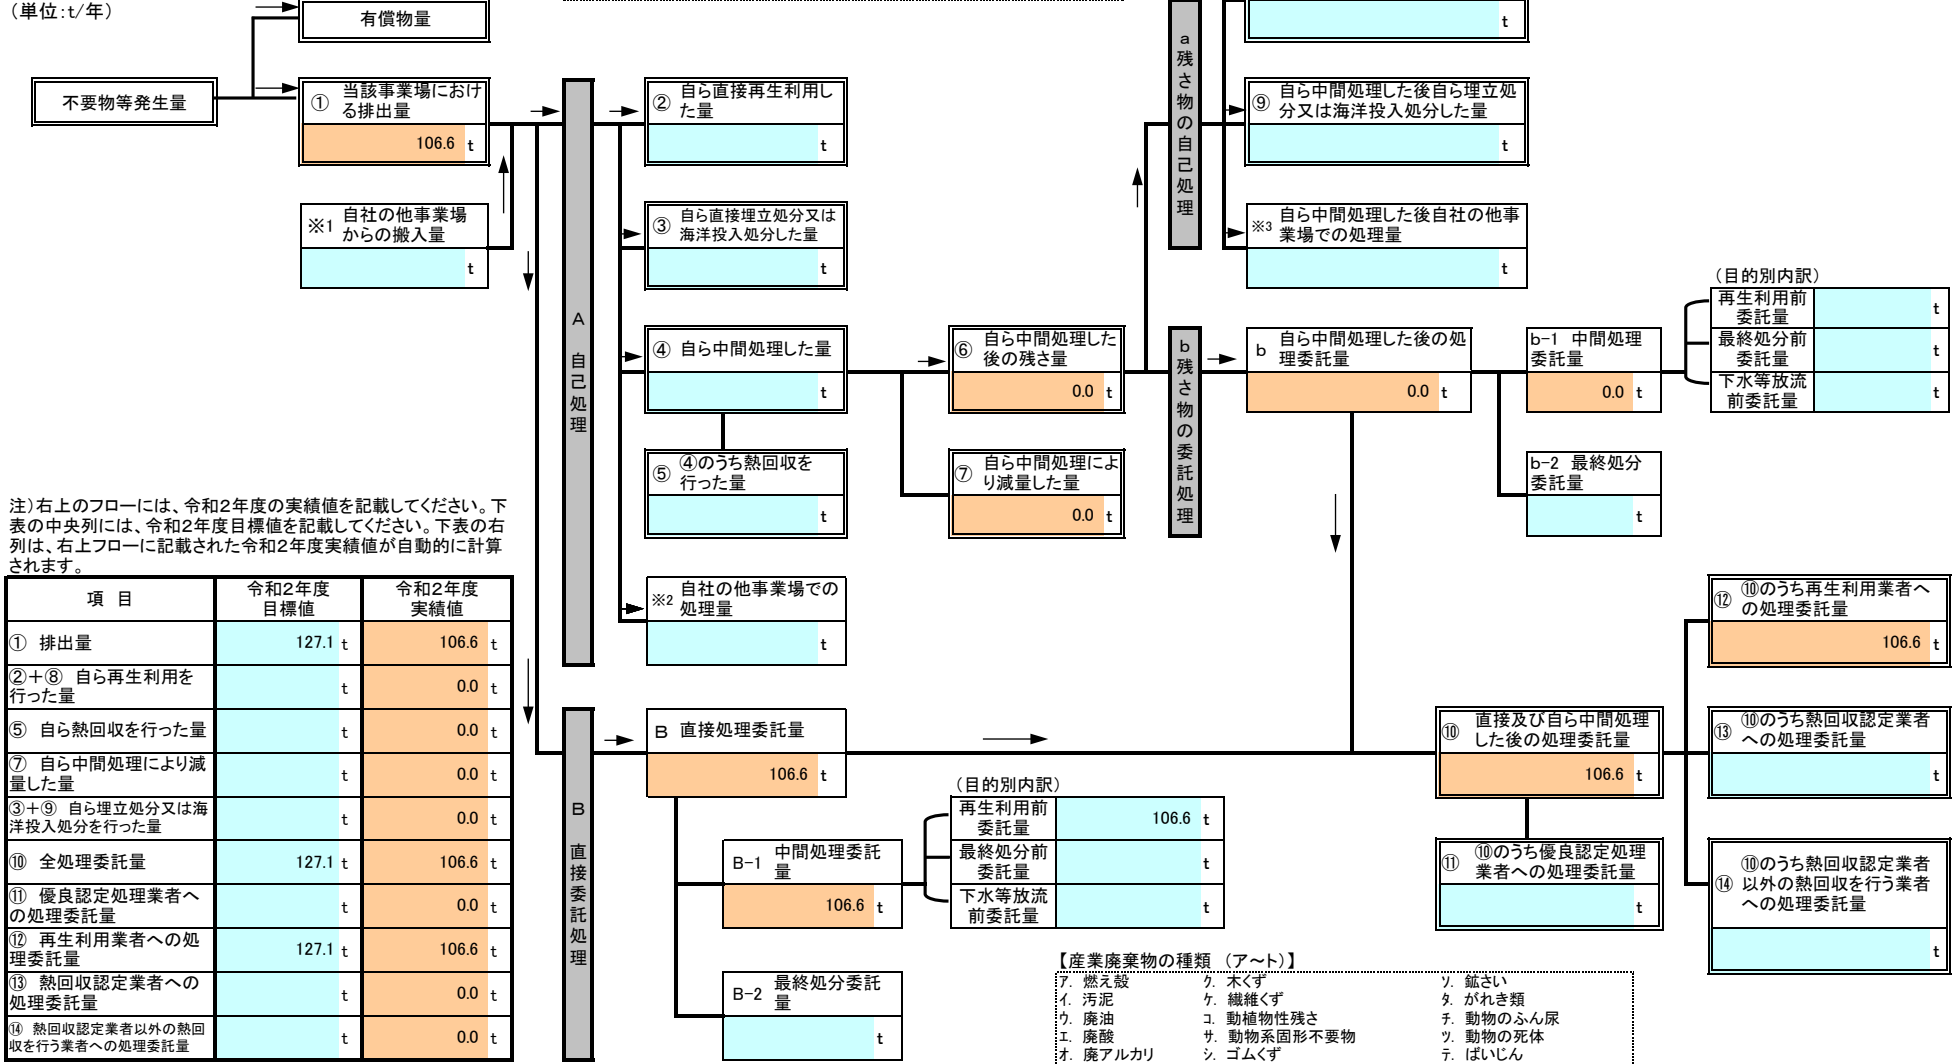 （単位：t/年）
有償物量
不要物等発生量
① 当該事業場におけ
る排出量
106.6 t
※1 自社の他事業場
からの搬入量
t
A 自己処理
② 自ら直接再生利用し
た量
t
③ 自ら直接埋立処分又は
海洋投入処分した量
t
④ 自ら中間処理した量
t
⑤ ④のうち熱回収を
行った量
t
※2 自社の他事業場での
処理量
t
⑥ 自ら中間処理した
後の残さ量
0.0 t
⑦ 自ら中間処理によ
り減量した量
0.0 t
a 残さ物の自己処理
t
⑨ 自ら中間処理した後自ら埋立処
分又は海洋投入処分した量
t
※3 自ら中間処理した後自社の他事
業場での処理量
t
b 残さ物の委託処理
b 自ら中間処理した後の処
理委託量
0.0 t
b-1 中間処理
委託量
0.0 t
b-2 最終処分
委託量
t
（目的別内訳）
再生利用前
委託量 t
最終処分前
委託量 t
下水等放流
前委託量 t
注）右上のフローには、令和２年度の実績値を記載してください。下
表の中央列には、令和２年度目標値を記載してください。下表の右
列は、右上フローに記載された令和２年度実績値が自動的に計算
されます。
項 目 令和２年度
目標値 令和２年度
実績値
① 排出量 127.1 t 106.6 t
②＋⑧ 自ら再生利用を
行った量 t 0.0 t
⑤ 自ら熱回収を行った量 t 0.0 t
⑦ 自ら中間処理により減
量した量 t 0.0 t
③＋⑨ 自ら埋立処分又は海
洋投入処分を行った量 t 0.0 t
⑩ 全処理委託量 127.1 t 106.6 t
⑪ 優良認定処理業者へ
の処理委託量 t 0.0 t
⑫ 再生利用業者への処
理委託量 127.1 t 106.6 t
⑬ 熱回収認定業者への
処理委託量 t 0.0 t
⑭ 熱回収認定業者以外の熱回
収を行う業者への処理委託量 t 0.0 t
B 直接委託処理
B 直接処理委託量
106.6 t
B-1 中間処理委託
量
106.6 t
B-2 最終処分委託
量
t
（目的別内訳）
再生利用前
委託量 106.6 t
最終処分前
委託量 t
下水等放流
前委託量 t
⑩ 直接及び自ら中間処理
した後の処理委託量
106.6 t
⑪ ⑩のうち優良認定処理
業者への処理委託量
t
⑫ ⑩のうち再生利用業者へ
の処理委託量
106.6 t
⑬ ⑩のうち熱回収認定業者
への処理委託量
t
⑭ ⑩のうち熱回収認定業者
以外の熱回収を行う業者
への処理委託量
t
【産業廃棄物の種類 （ア～ト）】
ア. 燃え殻 ク. 木くず ソ. 鉱さい
イ. 汚泥 ケ. 繊維くず タ. がれき類
ウ. 廃油 コ. 動植物性残さ チ. 動物のふん尿
エ. 廃酸 サ. 動物系固形不要物 ツ. 動物の死体
オ. 廃アルカリ シ. ゴムくず テ. ばいじん